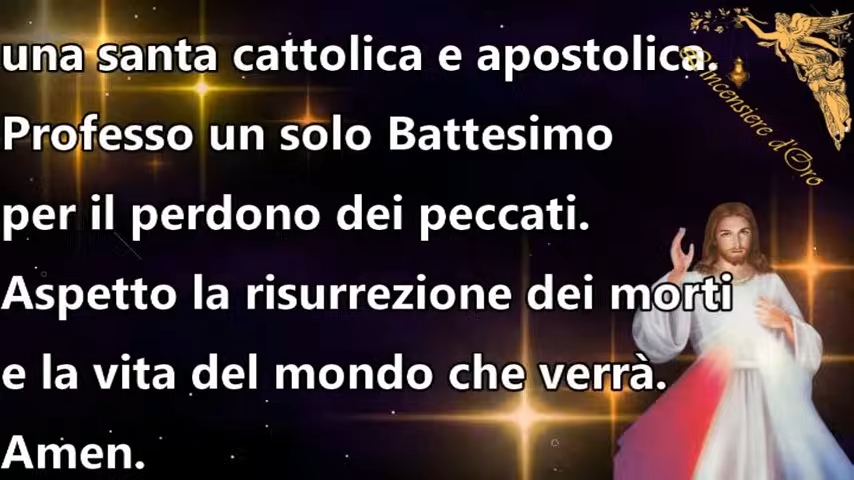 una santa cattolica e apostolica.
Professo un solo Battesimo
per il perdono dei peccati.
Aspetto la risurrezione dei morti
e la vita del mondo che verrà.
Amen.
L'incensiere d'Oro